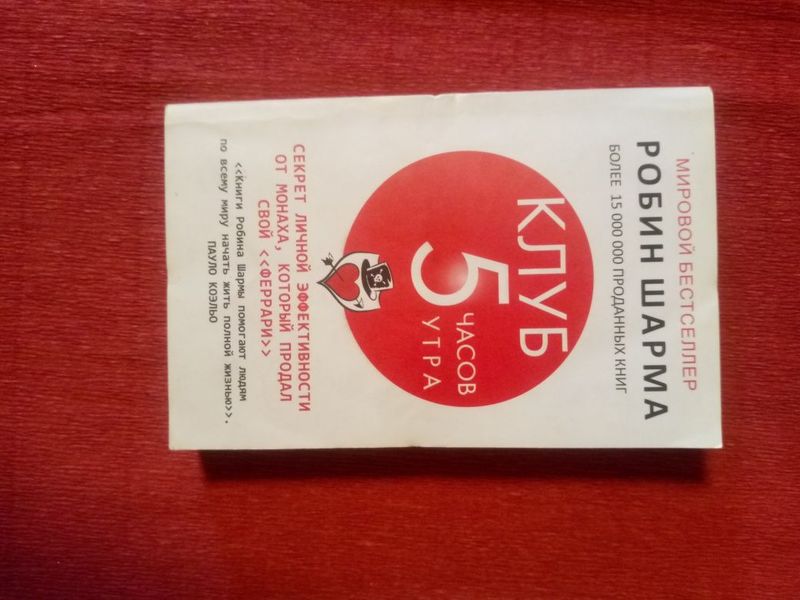 МИРОВОЙ БЕСТСЕЛЛЕР
РОБИН ШАРМА
БОЛЕЕ 15 000 000 ПРОДАННЫХ КНИГ
КЛУБ
5 ЧАСОВ
УТРА
СЕКРЕТ ЛИЧНОЙ ЭФФЕКТИВНОСТИ
ОТ МОНАХА, КОТОРЫЙ ПРОДАЛ
СВОЙ <<ФЕРРАРИ>>
<<Книги Робина Шармы помогают людям
по всему миру начать жить полной жизнью>>.
ПАУЛО КОЭЛЬО